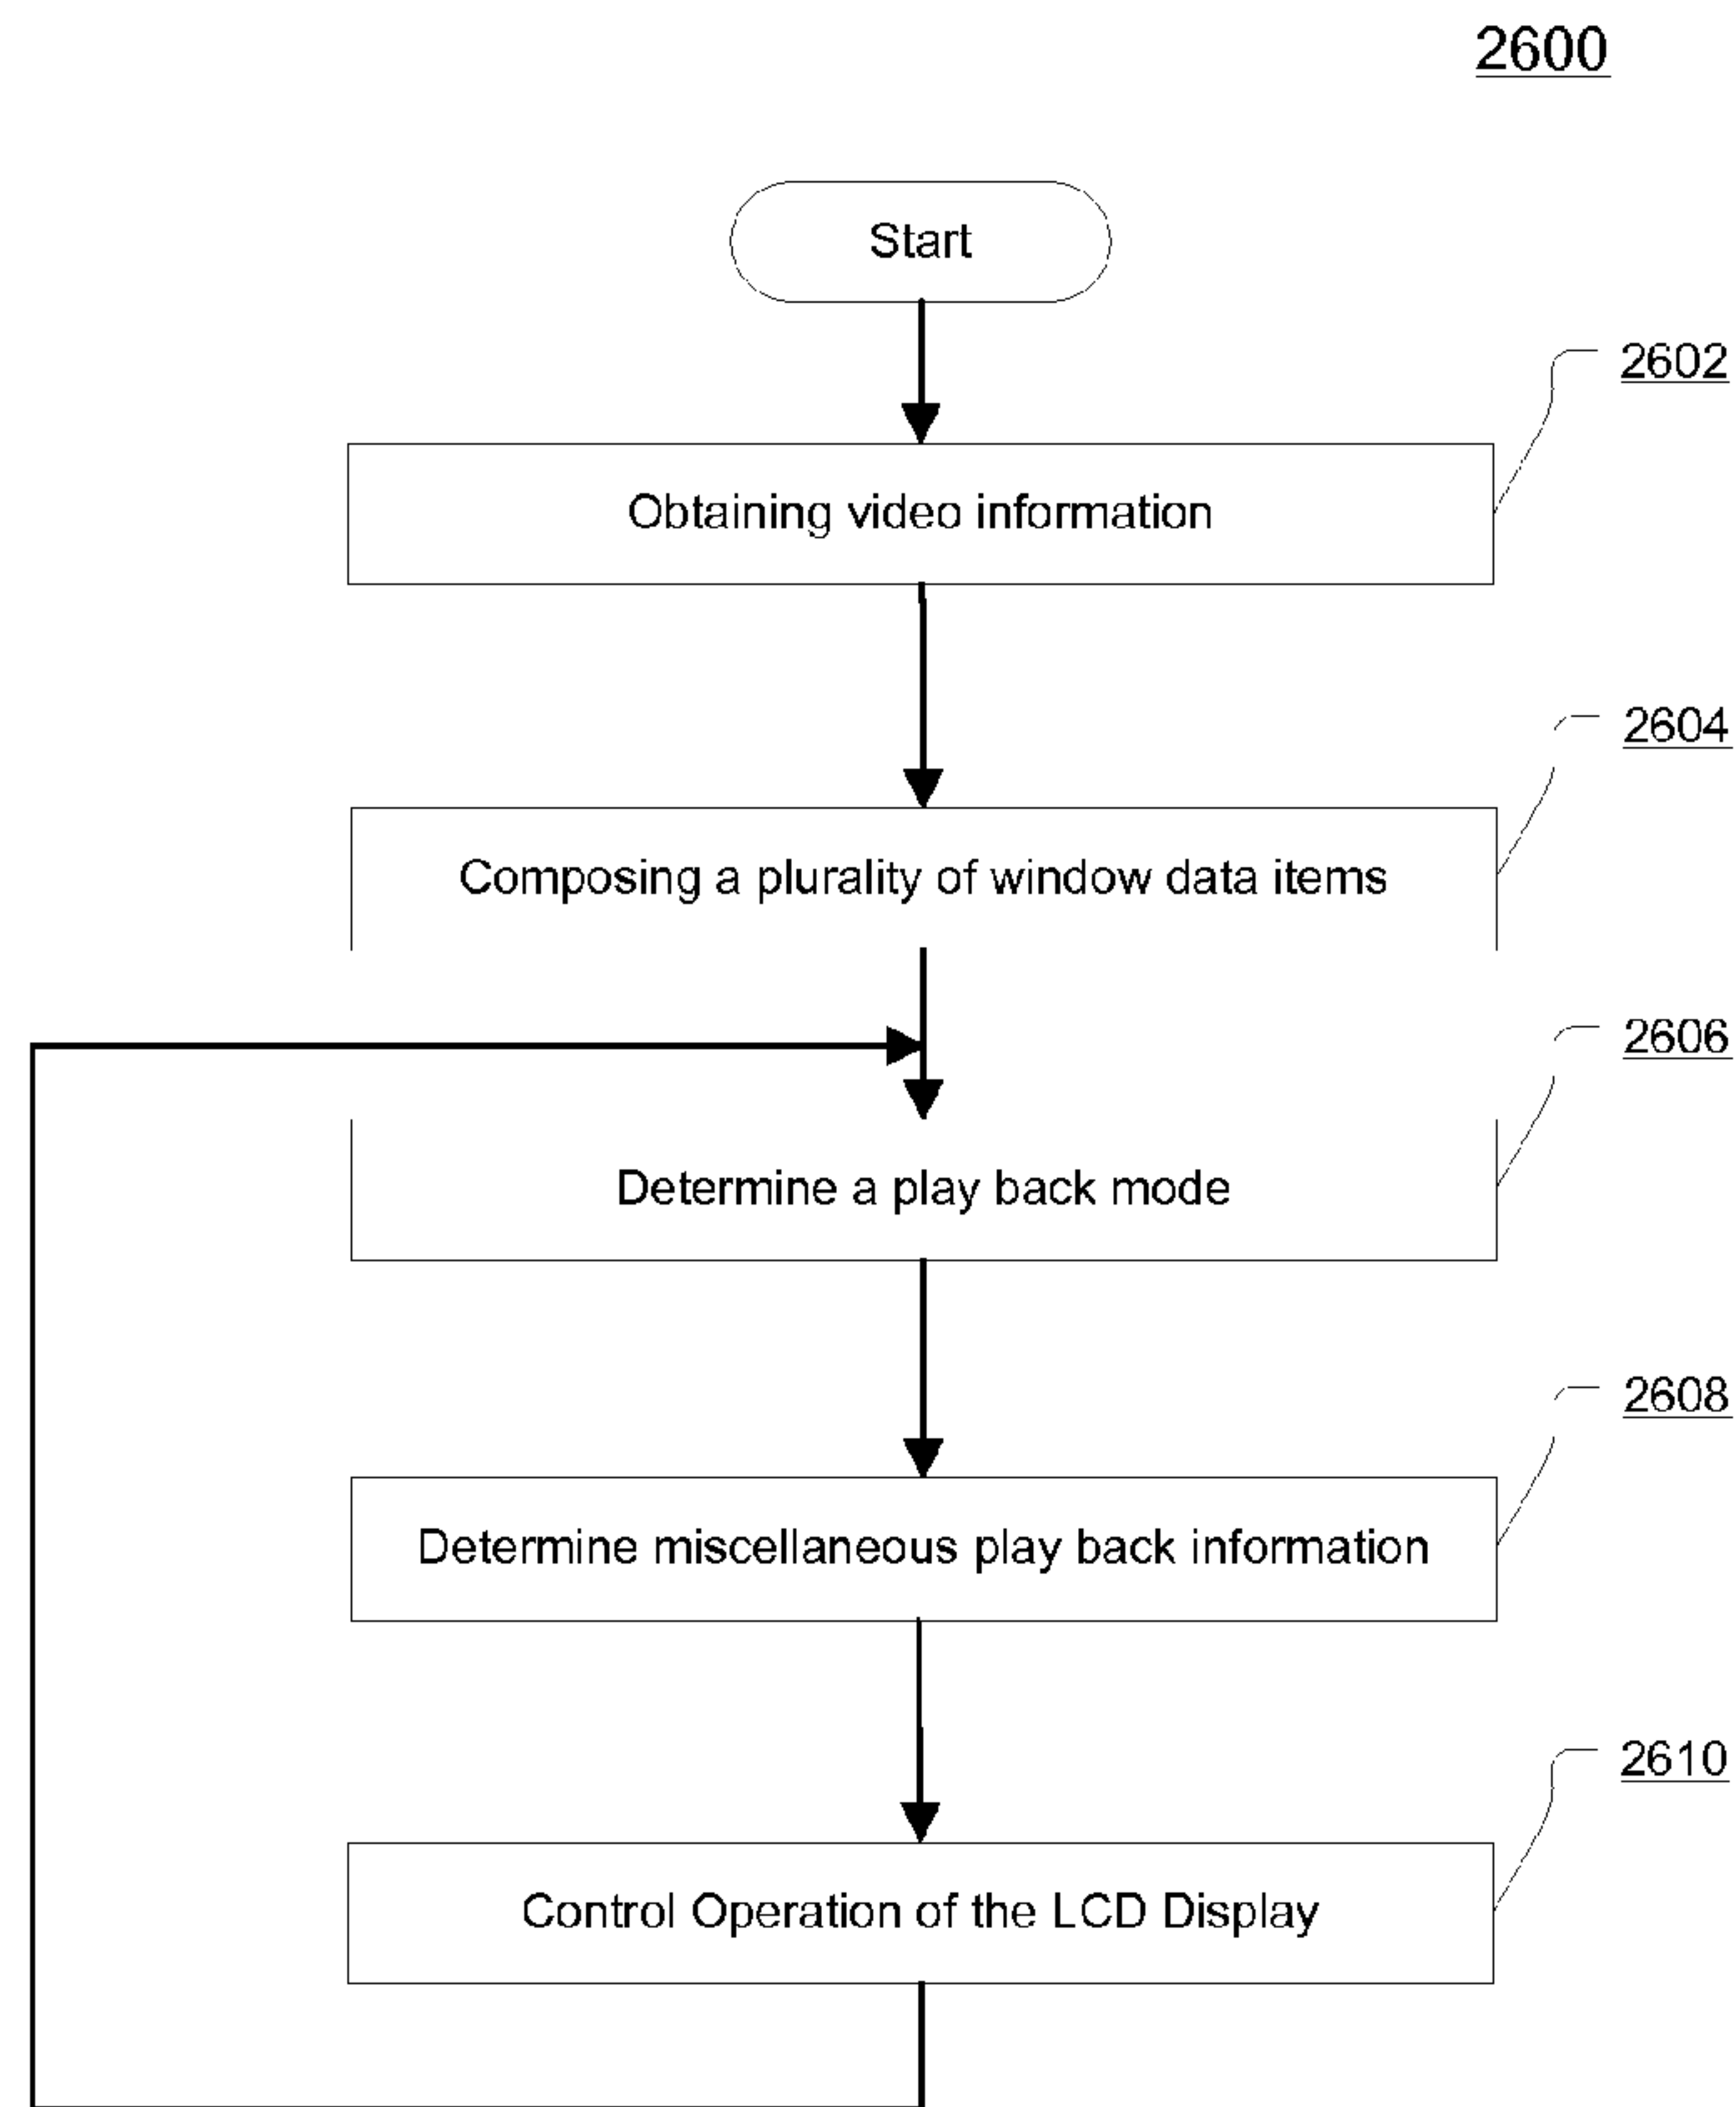 2600
Start
2602
Obtaining video information
2604
Composing a plurality of window data items
2606
Determine a play back mode
2608
Determine miscellaneous play back information
2610
Control Operation of the LCD Display